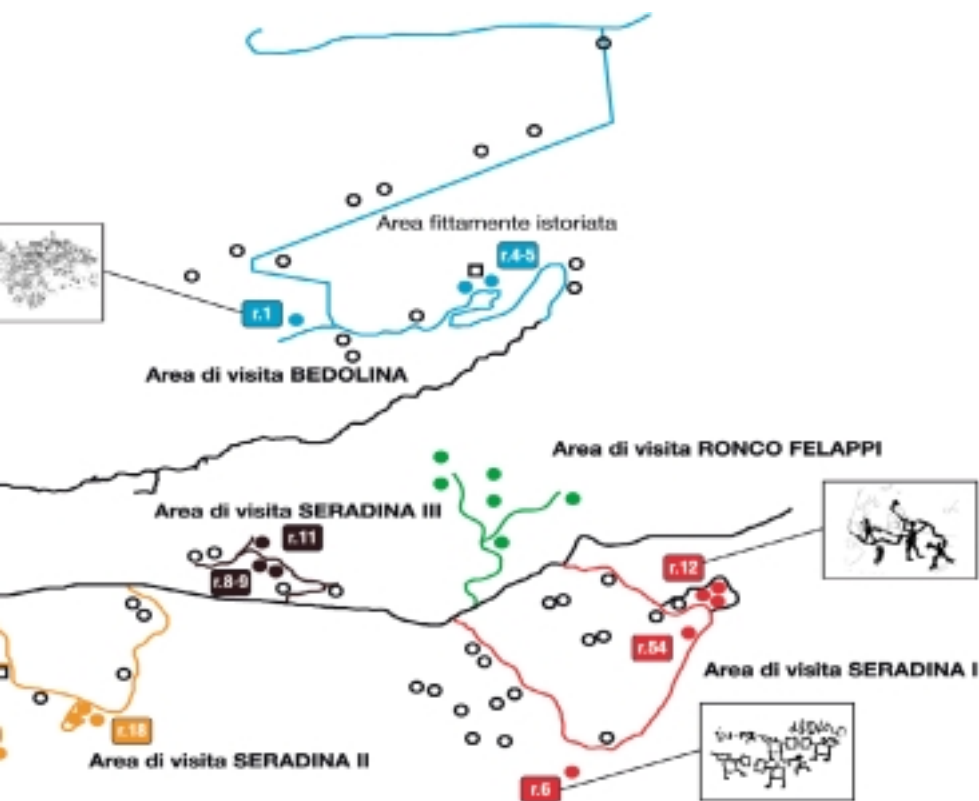 Area fittamente istoriata
r.4-5
r.1
Area di visita BEDOLINA
Area di visita RONCO FELAPPI
Area di visita SERADINA III
r.11
r.8-9
r.12
r.54
Area di visita SERADINA I
r.18
Area di visita SERADINA II
r.6